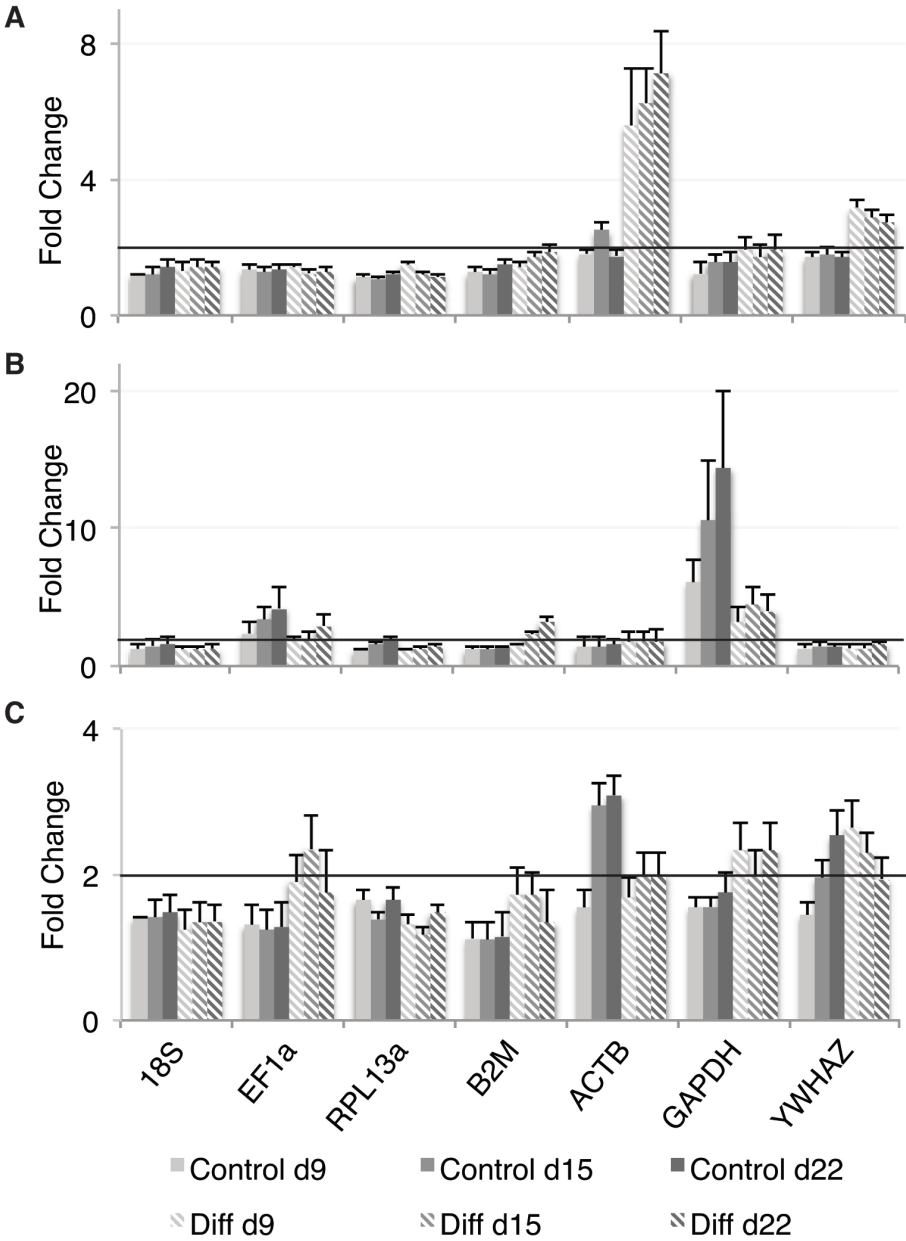 A
Fold Change
8
4
0
B
Fold Change
20
10
0
C
Fold Change
4
2
0
18S EF1a RPL13a B2M ACTB GAPDH YWHAZ
Control d9 Control d15 Control d22
Diff d9 Diff d15 Diff d22